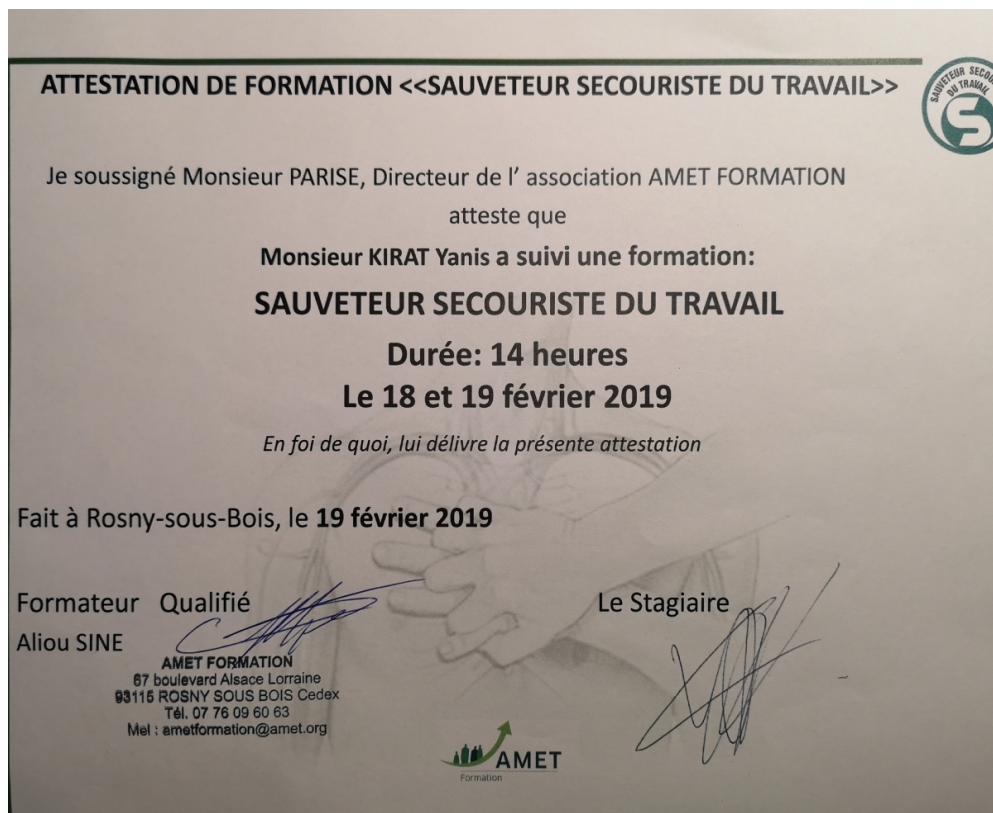 ATTESTATION DE FORMATION <<SAUVETEUR SECOURISTE DU TRAVAIL>>
SAUVETEUR SECOU
DU TRAVAIL
S
Je soussigné Monsieur PARISE, Directeur de l' association AMET FORMATION
atteste que
Monsieur KIRAT Yanis a suivi une formation:
SAUVETEUR SECOURISTE DU TRAVAIL
Durée: 14 heures
Le 18 et 19 février 2019
En foi de quoi, lui délivre la présente attestation
Fait à Rosny-sous-Bois, le 19 février 2019
Formateur Qualifié
Aliou SINE
Le Stagiaire
AMET FORMATION
67 boulevard Alsace Lorraine
93115 ROSNY SOUS BOIS Cedex
Tél. 07 76 09 60 63
Mel : ametformation@amet.org
AMET
Formation